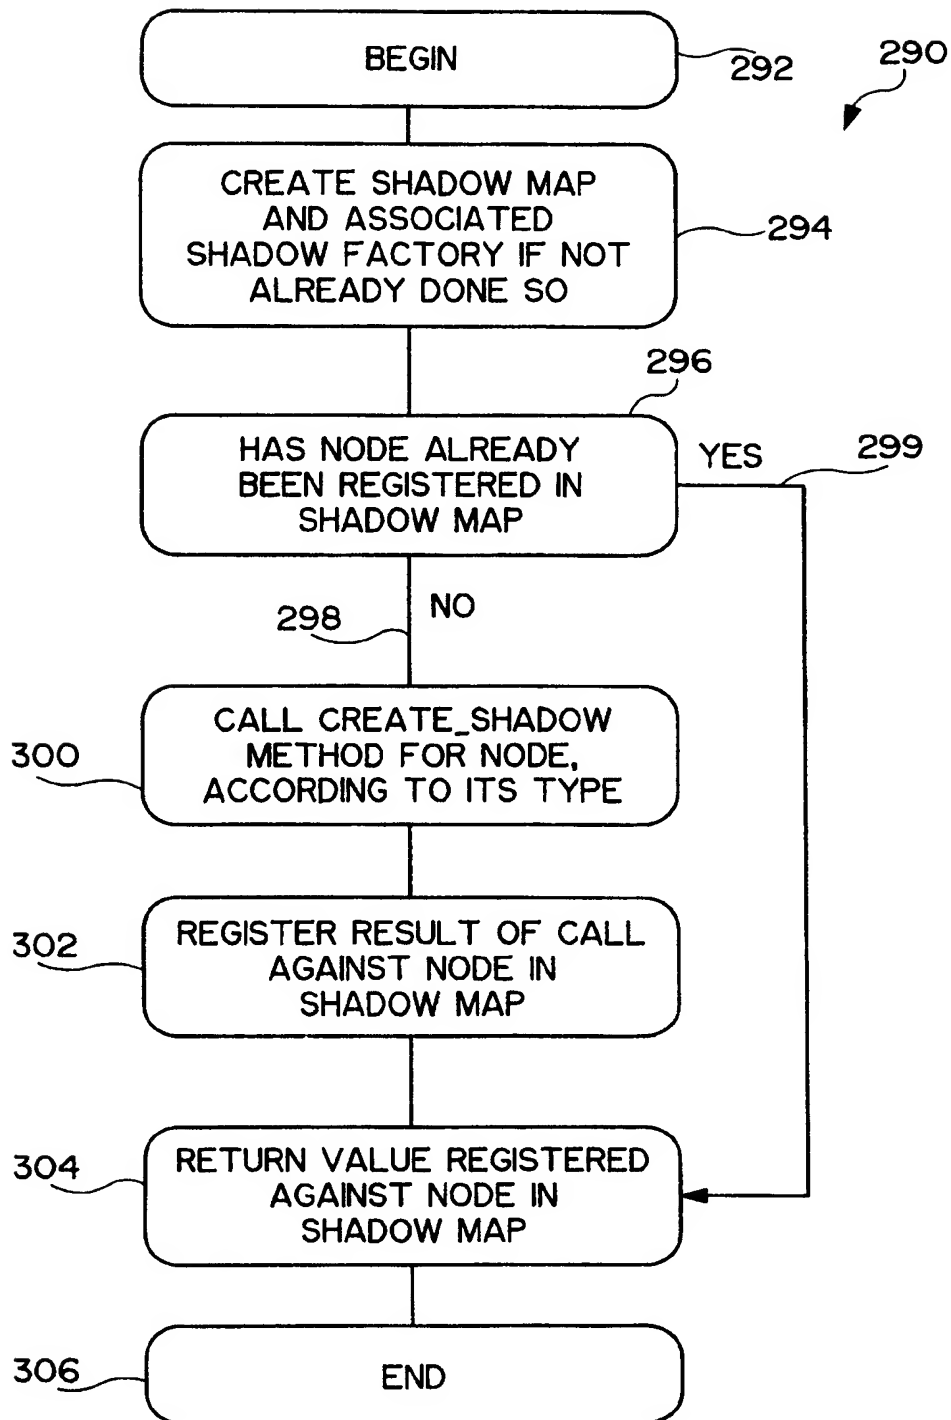 BEGIN
292
290
CREATE SHADOW MAP
AND ASSOCIATED
SHADOW FACTORY IF NOT
ALREADY DONE SO
294
296
HAS NODE ALREADY
BEEN REGISTERED IN
SHADOW MAP
YES
299
298
NO
300
CALL CREATE_SHADOW
METHOD FOR NODE,
ACCORDING TO ITS TYPE
302
REGISTER RESULT OF CALL
AGAINST NODE IN
SHADOW MAP
304
RETURN VALUE REGISTERED
AGAINST NODE IN
SHADOW MAP
306
END